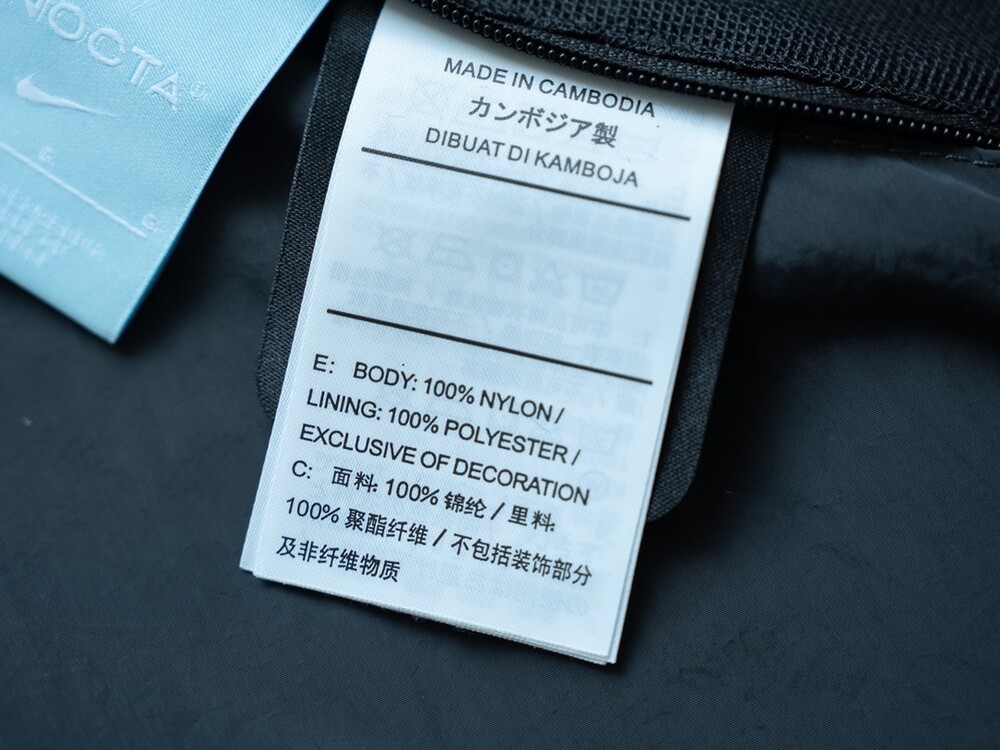 NOCTA
MADE IN CAMBODIA
カンボジア製
DIBUAT DI KAMBOJA
E: BODY: 100% NYLON /
LINING: 100% POLYESTER /
EXCLUSIVE OF DECORATION
C: 面料: 100% 锦纶 / 里料:
100% 聚酯纤维 / 不包括装饰部分
及非纤维物质